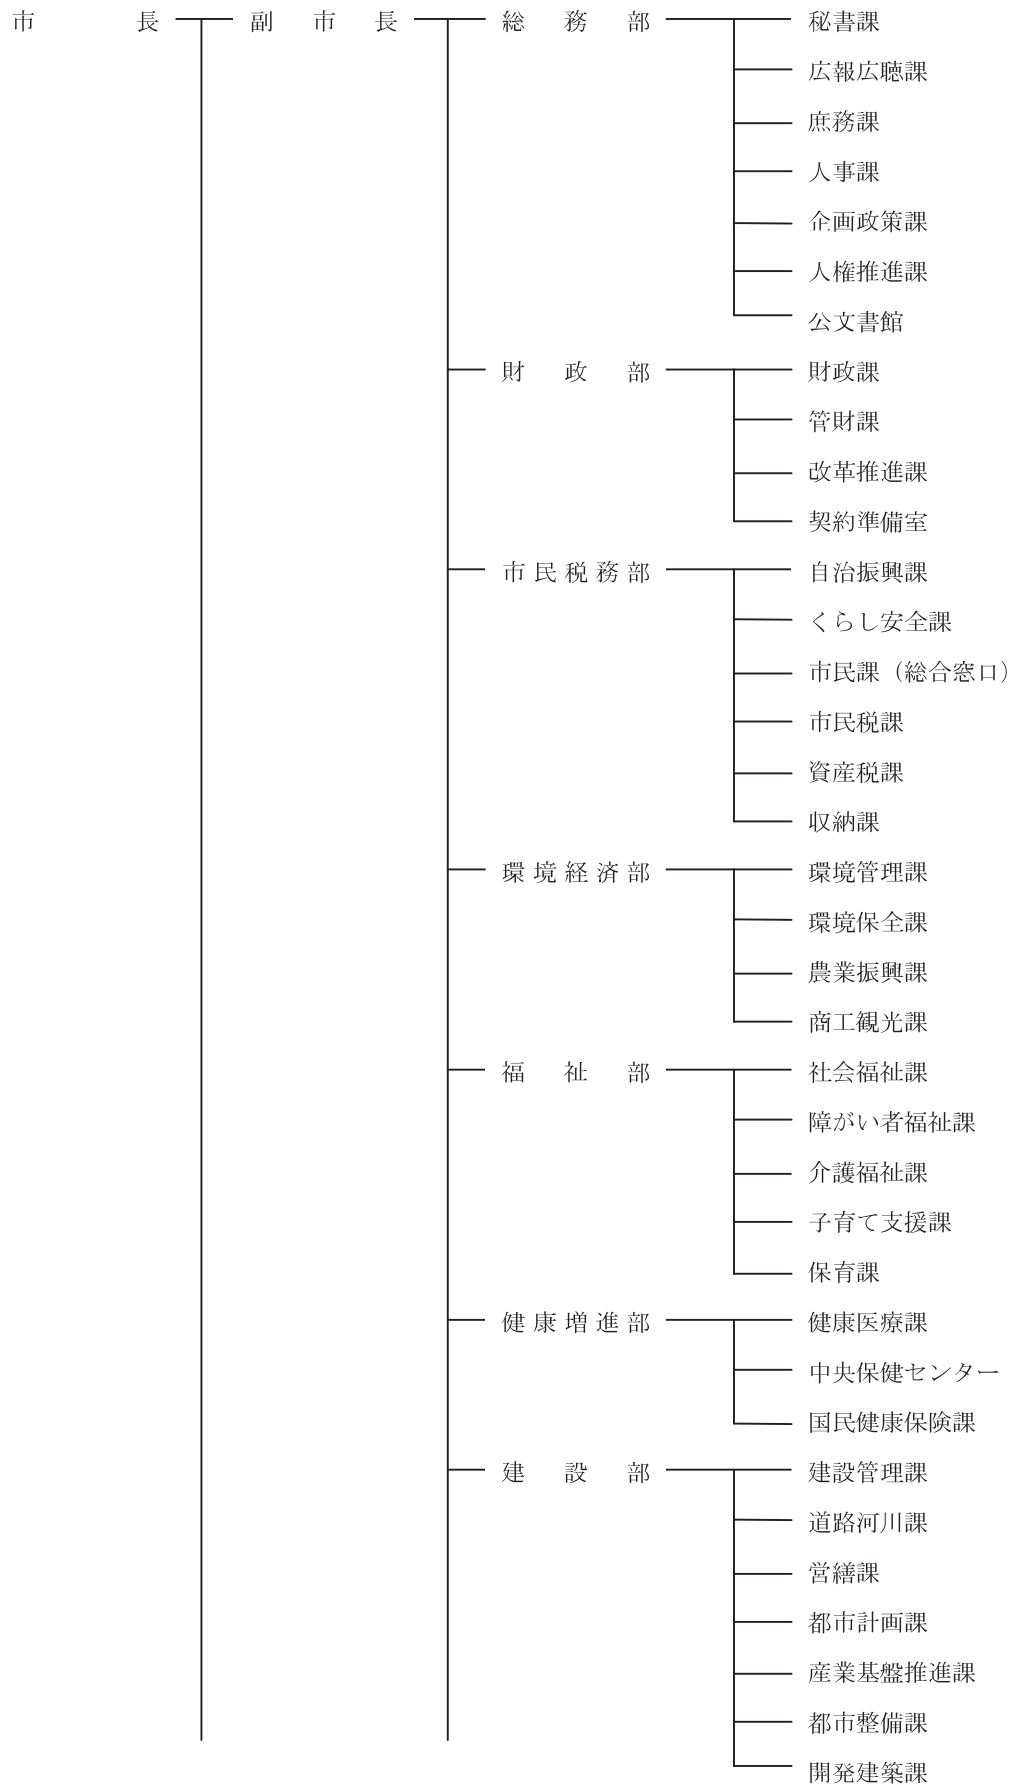 市長 副市長 総務部 秘書課
広報広聴課
庶務課
人事課
企画政策課
人権推進課
公文書館
財政部 財政課
管財課
改革推進課
契約準備室
市民税務部 自治振興課
くらし安全課
市民課（総合窓口）
市民税課
資産税課
収納課
環境経済部 環境管理課
環境保全課
農業振興課
商工観光課
福祉部 社会福祉課
障がい者福祉課
介護福祉課
子育て支援課
保育課
健康増進部 健康医療課
中央保健センター
国民健康保険課
建設部 建設管理課
道路河川課
営繕課
都市計画課
産業基盤推進課
都市整備課
開発建築課